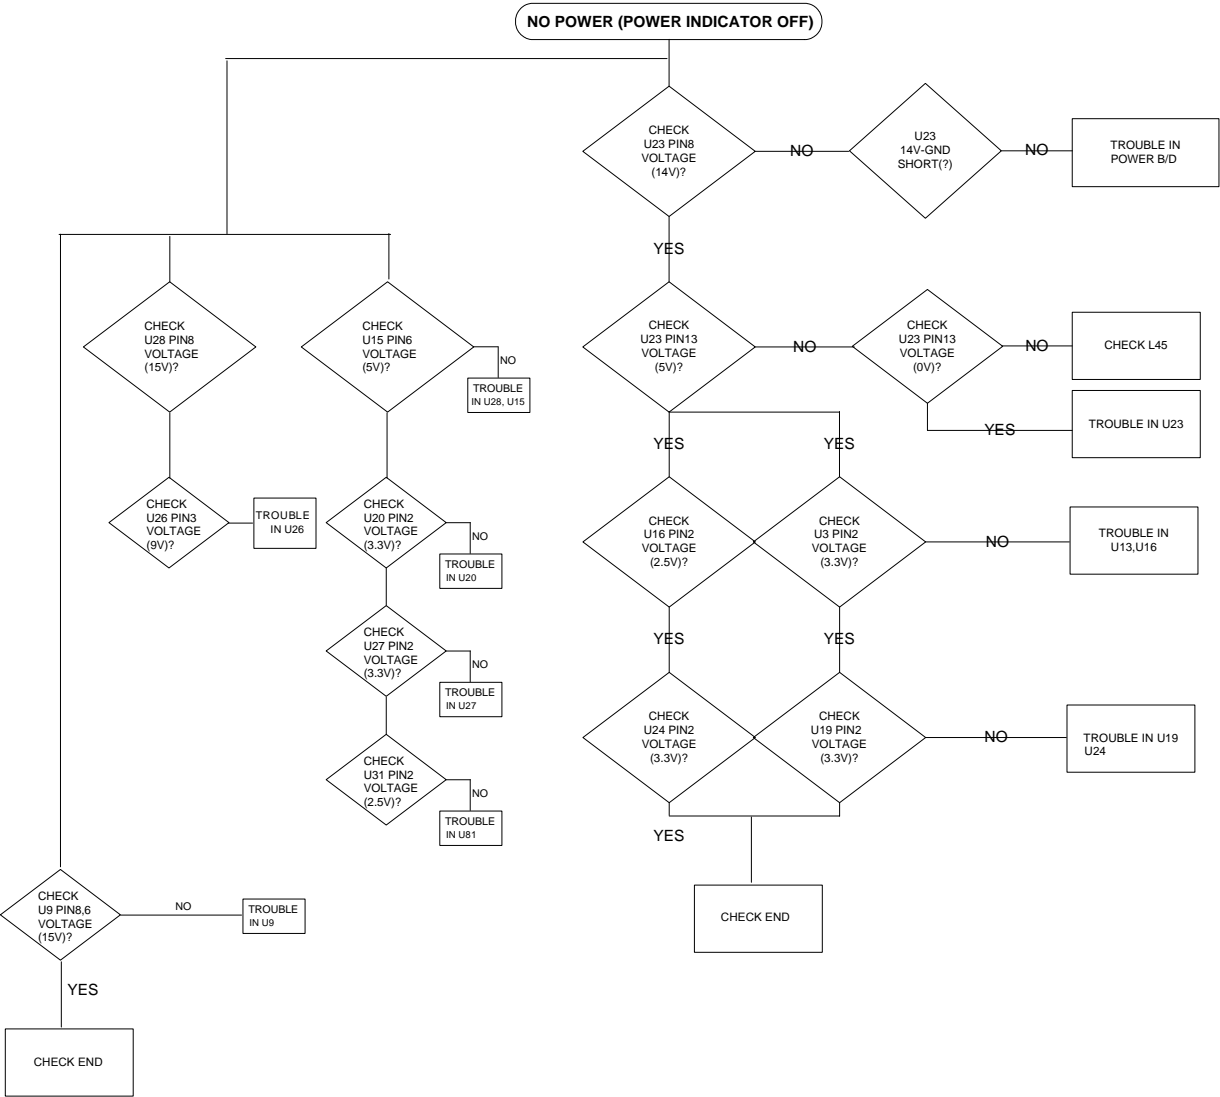 NO POWER (POWER INDICATOR OFF)
CHECK
U23 PIN8
VOLTAGE
(14V)?
NO
U23
14V-GND
SHORT(?)
NO
TROUBLE IN
POWER B/D
YES
CHECK
U28 PIN8
VOLTAGE
(15V)?
CHECK
U15 PIN6
VOLTAGE
(5V)?
NO
TROUBLE
IN U28, U15
CHECK
U23 PIN13
VOLTAGE
(5V)?
NO
CHECK
U23 PIN13
VOLTAGE
(0V)?
NO
CHECK L45
YES
TROUBLE IN U23
YES
YES
CHECK
U26 PIN3
VOLTAGE
(9V)?
TROUBLE
IN U26
CHECK
U20 PIN2
VOLTAGE
(3.3V)?
NO
TROUBLE
IN U20
CHECK
U16 PIN2
VOLTAGE
(2.5V)?
CHECK
U3 PIN2
VOLTAGE
(3.3V)?
NO
TROUBLE IN
U13,U16
YES
YES
CHECK
U27 PIN2
VOLTAGE
(3.3V)?
NO
TROUBLE
IN U27
CHECK
U24 PIN2
VOLTAGE
(3.3V)?
CHECK
U19 PIN2
VOLTAGE
(3.3V)?
NO
TROUBLE IN U19
U24
CHECK
U31 PIN2
VOLTAGE
(2.5V)?
NO
TROUBLE
IN U81
YES
CHECK END
CHECK
U9 PIN8,6
VOLTAGE
(15V)?
NO
TROUBLE
IN U9
YES
CHECK END